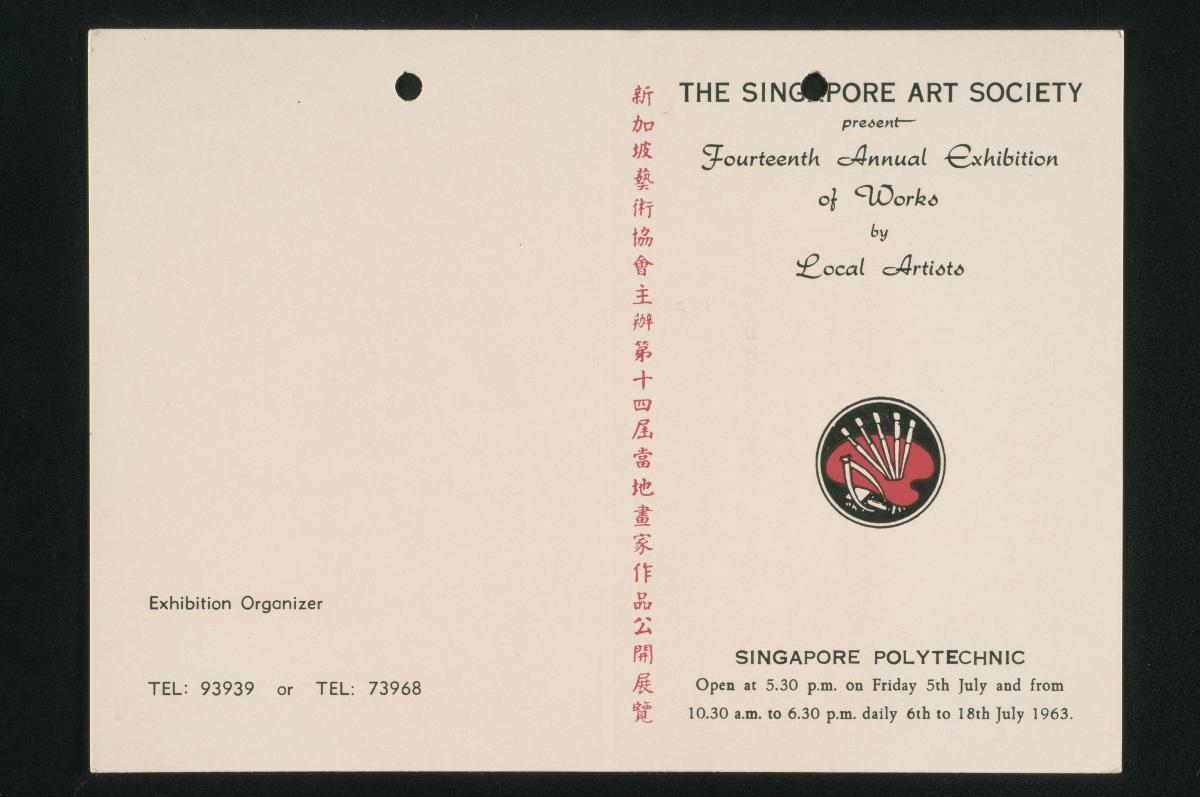 Exhibition Organizer
TEL: 93939 or TEL: 73968
新加坡藝術協會主辦第十四屆當地畫家作品公開展覽
THE SINGAPORE ART SOCIETY
present
Fourteenth Annual Exhibition
of Works
by
Local Artists
SINGAPORE POLYTECHNIC
Open at 5.30 p.m. on Friday 5th July and from
10.30 a.m. to 6.30 p.m. daily 6th to 18th July 1963.